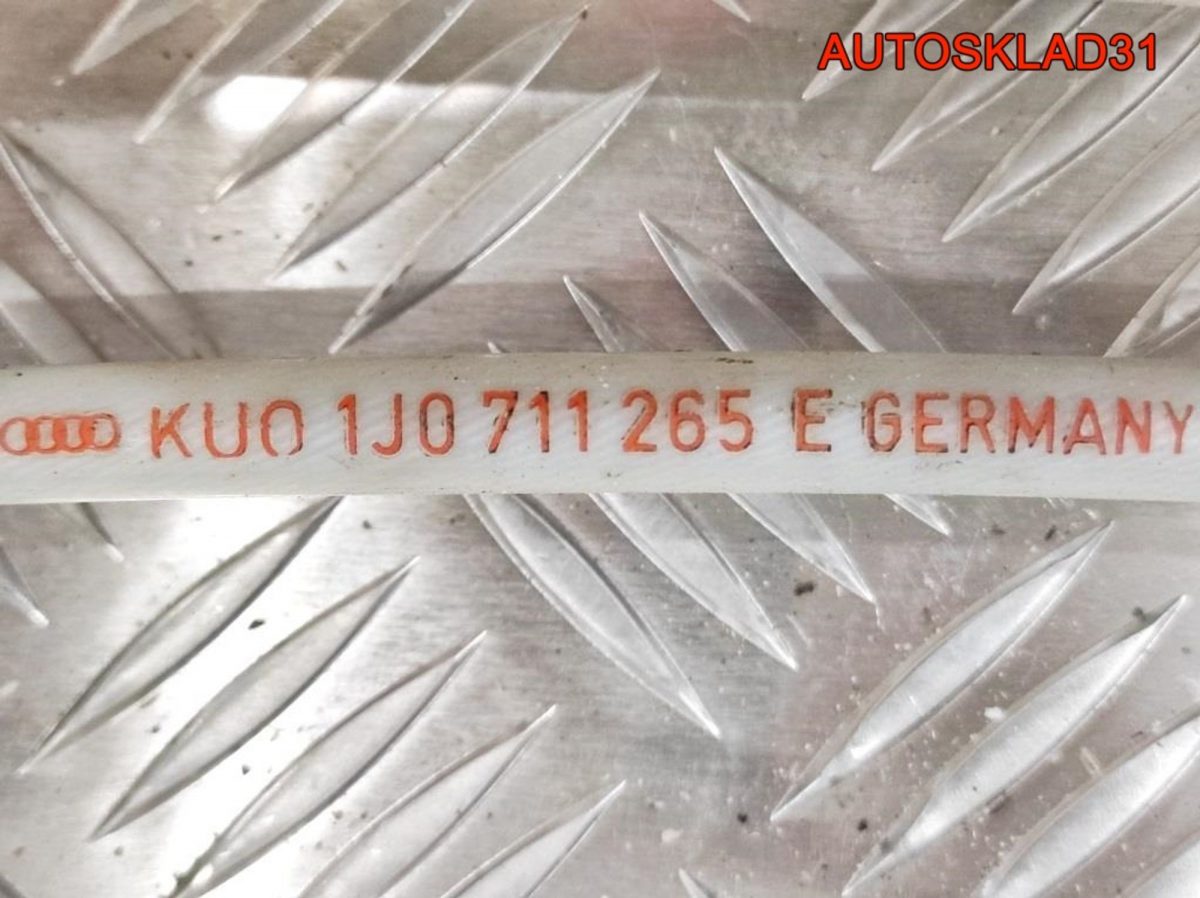 AUTOSKLAD31
KUO 1J0 711 265 E GERMANY